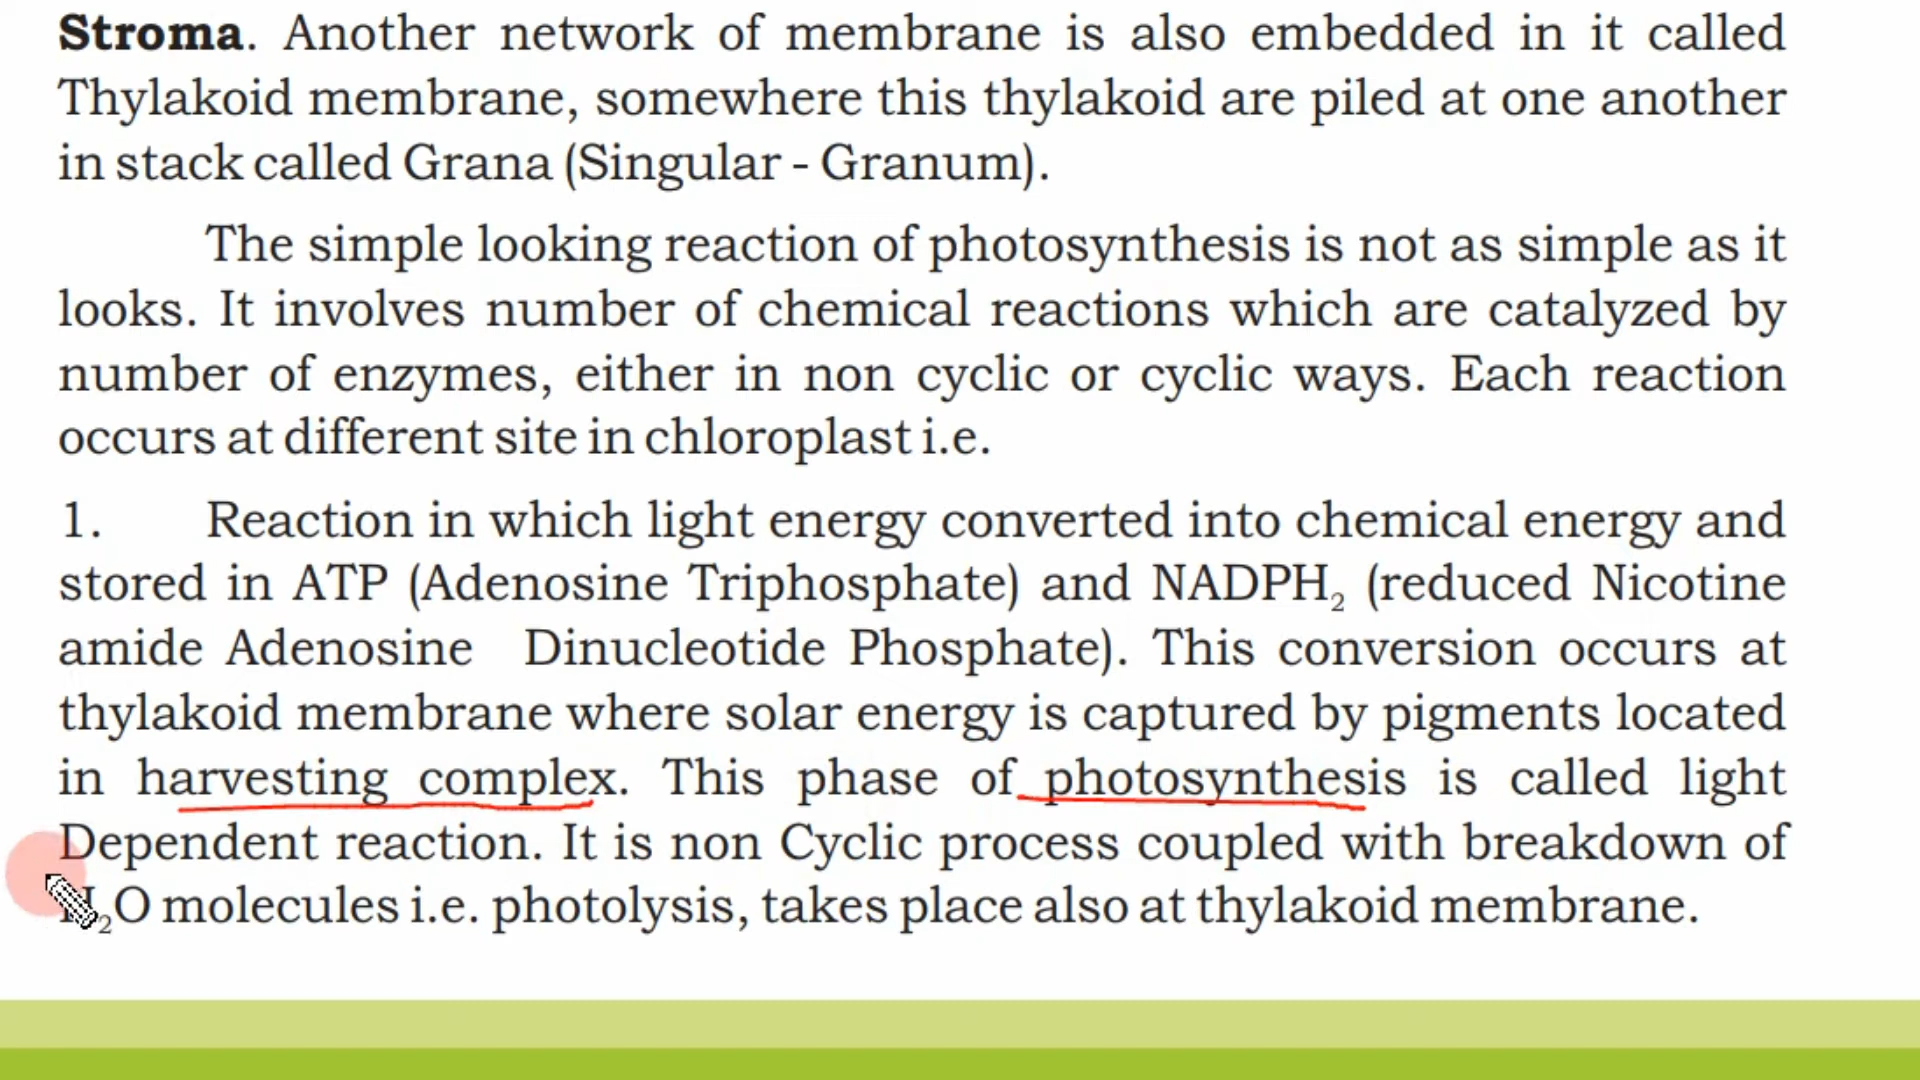 Stroma. Another network of membrane is also embedded in it called
Thylakoid membrane, somewhere this thylakoid are piled at one another
in stack called Grana (Singular - Granum).
The simple looking reaction of photosynthesis is not as simple as it
looks. It involves number of chemical reactions which are catalyzed by
number of enzymes, either in non cyclic or cyclic ways. Each reaction
occurs at different site in chloroplast i.e.
1. Reaction in which light energy converted into chemical energy and
stored in ATP (Adenosine Triphosphate) and NADPH₂ (reduced Nicotine
amide Adenosine Dinucleotide Phosphate). This conversion occurs at
thylakoid membrane where solar energy is captured by pigments located
in harvesting complex. This phase of photosynthesis is called light
Dependent reaction. It is non Cyclic process coupled with breakdown of
H₂O molecules i.e. photolysis, takes place also at thylakoid membrane.